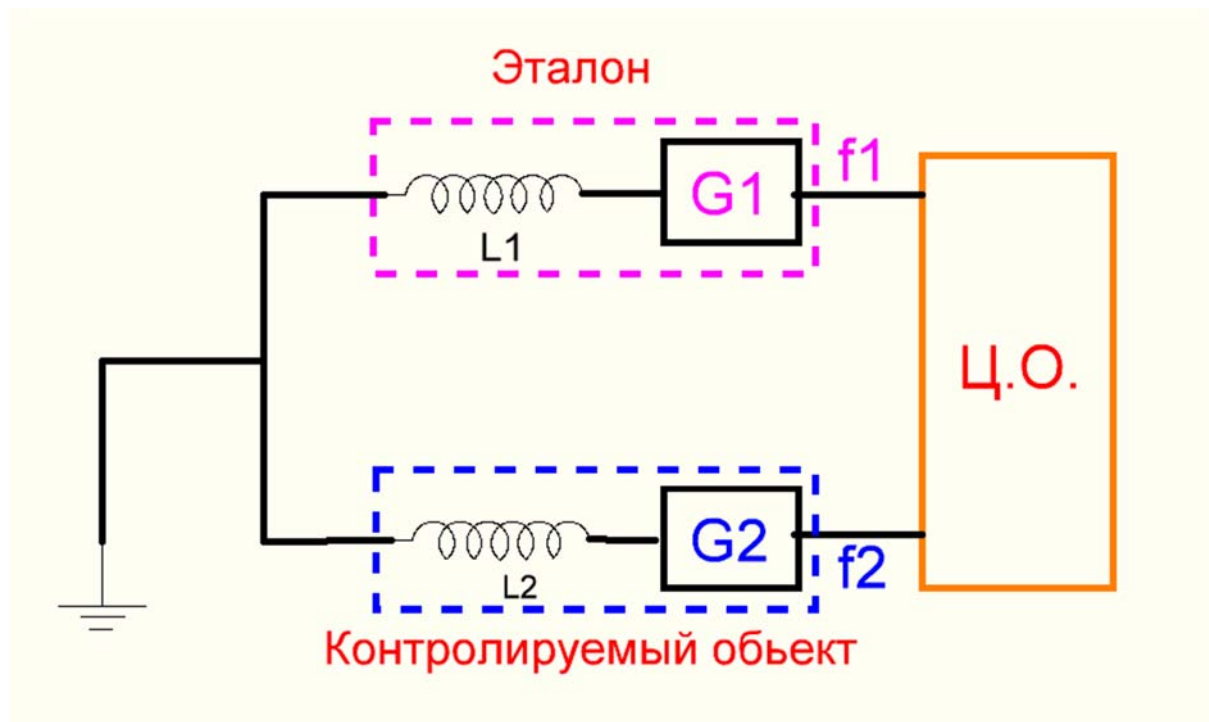 Эталон
G1
f1
L1
Ц.О.
G2
f2
L2
Контролируемый обьект